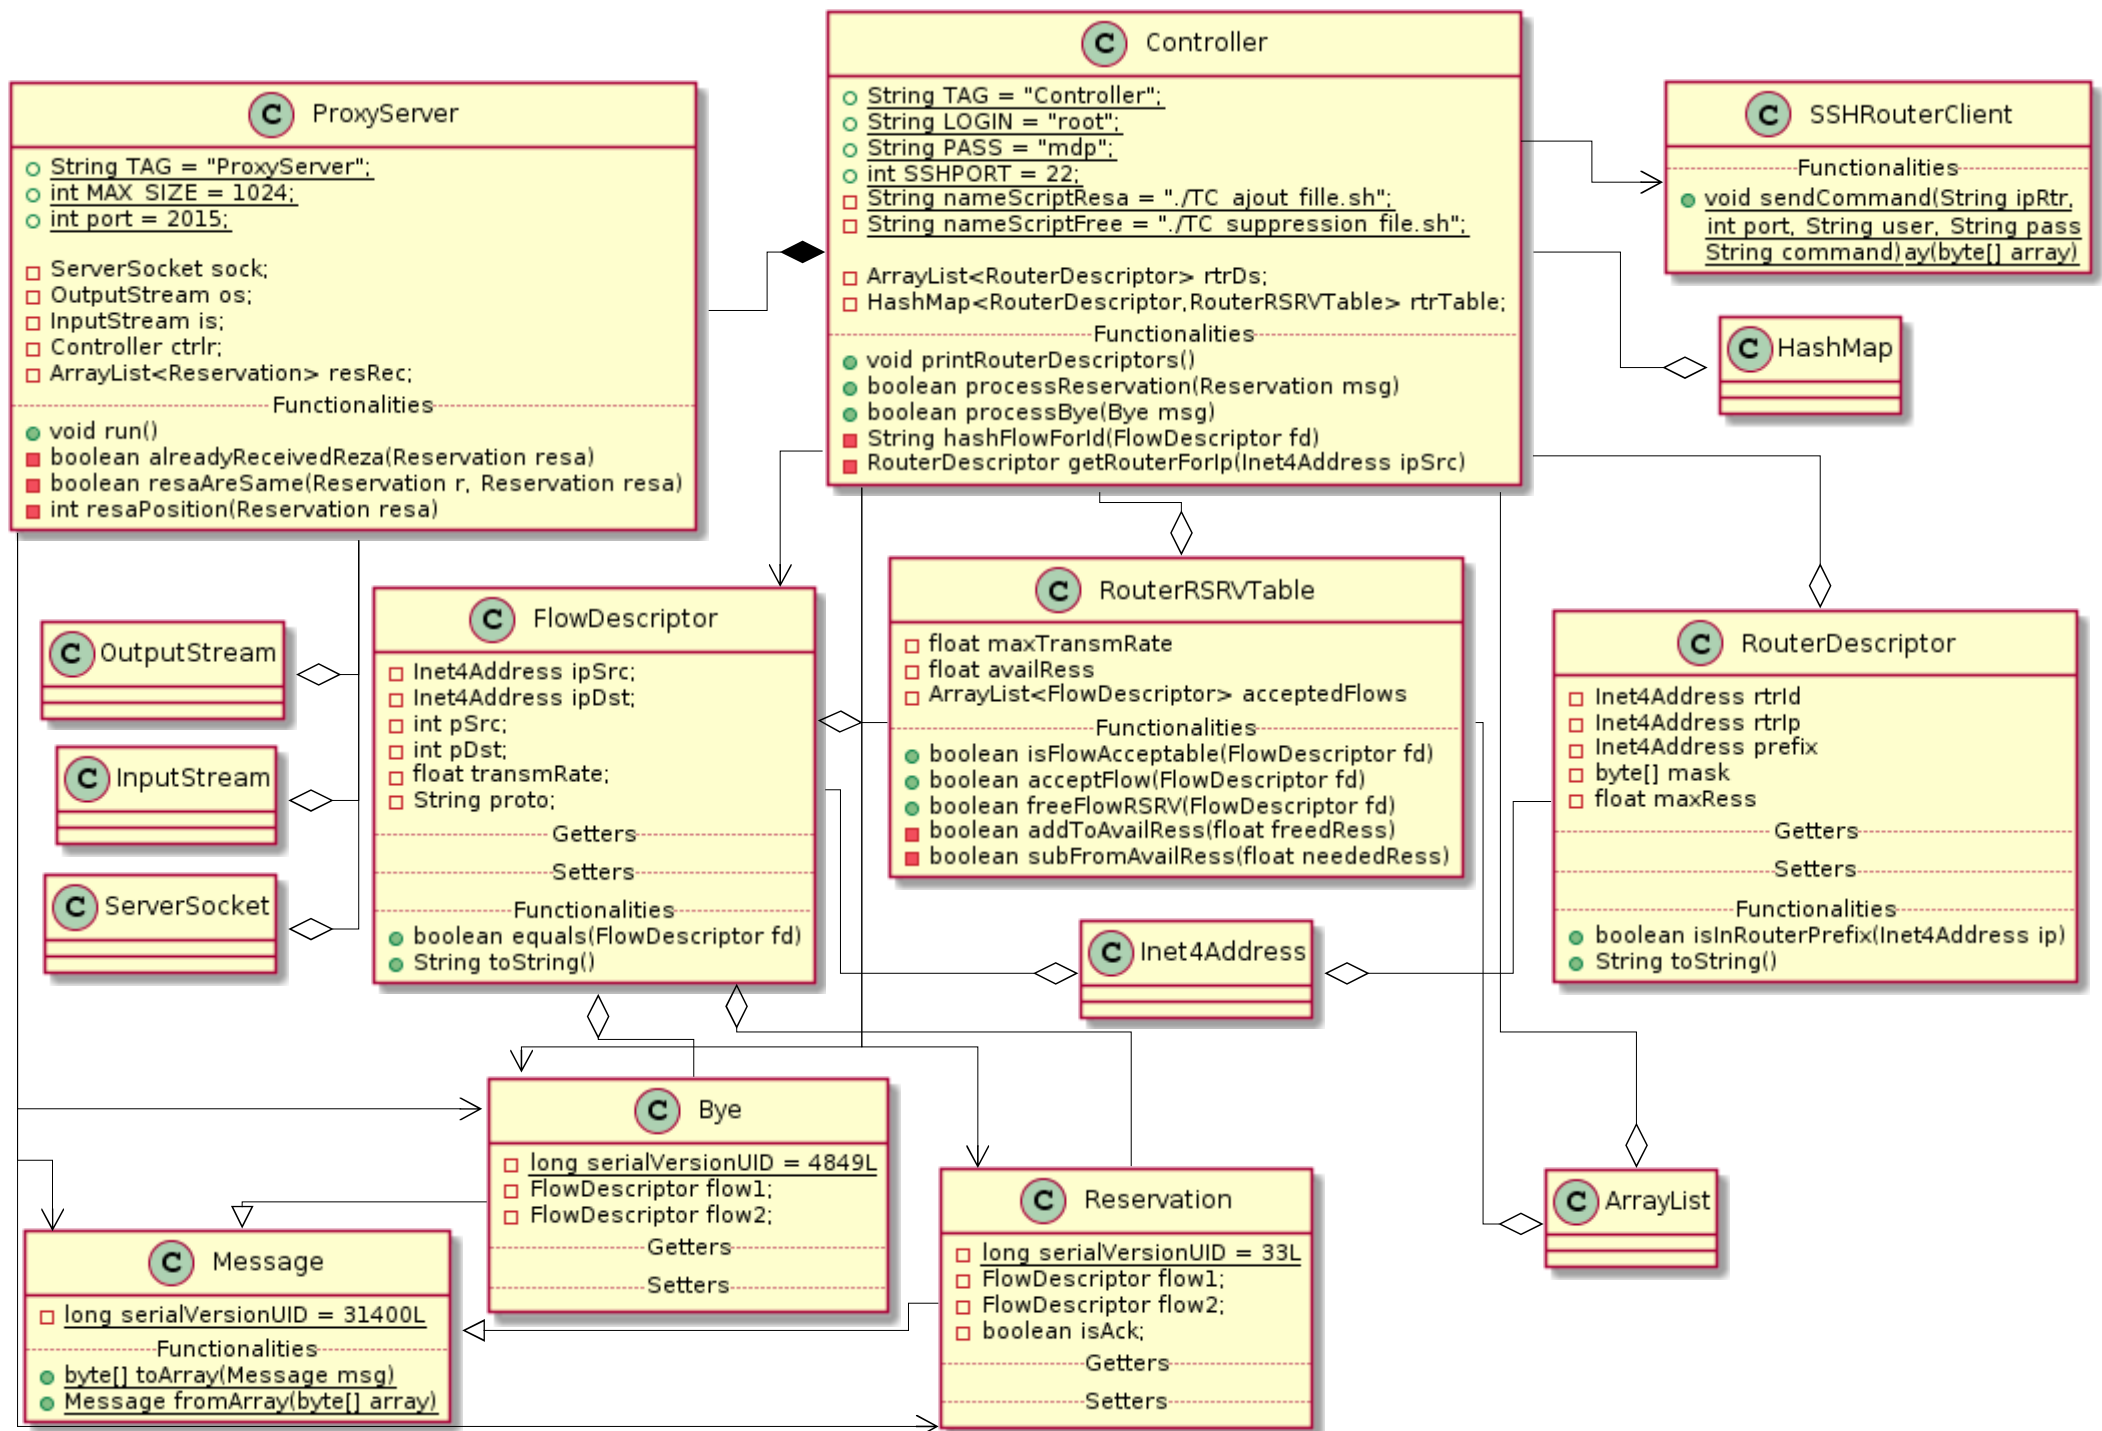 C Controller
String TAG = "Controller";
String LOGIN = "root";
String PASS = "mdp";
int SSHPORT = 22;
String nameScriptResa = "./TC_ajout_fille.sh";
String nameScriptFree = "./TC_suppression_file.sh";
ArrayList<RouterDescriptor> rtrDs;
HashMap<RouterDescriptor,RouterRSRVTable> rtrTable;
Functionalities
void printRouterDescriptors()
boolean processReservation(Reservation msg)
boolean processBye(Bye msg)
String hashFlowForId(FlowDescriptor fd)
RouterDescriptor getRouterForIp(Inet4Address ipSrc)
C ProxyServer
String TAG = "ProxyServer";
int MAX_SIZE = 1024;
int port = 2015;
ServerSocket sock;
OutputStream os;
InputStream is;
Controller ctrlr;
ArrayList<Reservation> resRec;
Functionalities
void run()
boolean alreadyReceivedReza(Reservation resa)
boolean resaAreSame(Reservation r, Reservation resa)
int resaPosition(Reservation resa)
C SSHRouterClient
Functionalities
void sendCommand(String ipRtr,
int port, String user, String pass
String command) ay(byte[] array)
C HashMap
C OutputStream
C InputStream
C ServerSocket
C FlowDescriptor
Inet4Address ipSrc;
Inet4Address ipDst;
int pSrc;
int pDst;
float transmRate;
String proto;
Getters
Setters
Functionalities
boolean equals(FlowDescriptor fd)
String toString()
C RouterRSRVTable
float maxTransmRate
float availRess
ArrayList<FlowDescriptor> acceptedFlows
Functionalities
boolean isFlowAcceptable(FlowDescriptor fd)
boolean acceptFlow(FlowDescriptor fd)
boolean freeFlowRSRV(FlowDescriptor fd)
boolean addToAvailRess(float freedRess)
boolean subFromAvailRess(float neededRess)
C RouterDescriptor
Inet4Address rtrId
Inet4Address rtrIp
Inet4Address prefix
byte[] mask
float maxRess
Getters
Setters
Functionalities
boolean isInRouterPrefix(Inet4Address ip)
String toString()
C Inet4Address
C Bye
long serialVersionUID = 4849L
FlowDescriptor flow1;
FlowDescriptor flow2;
Getters
Setters
C Reservation
long serialVersionUID = 33L
FlowDescriptor flow1;
FlowDescriptor flow2;
boolean isAck;
Getters
Setters
C ArrayList
C Message
long serialVersionUID = 31400L
Functionalities
byte[] toArray(Message msg)
Message fromArray(byte[] array)